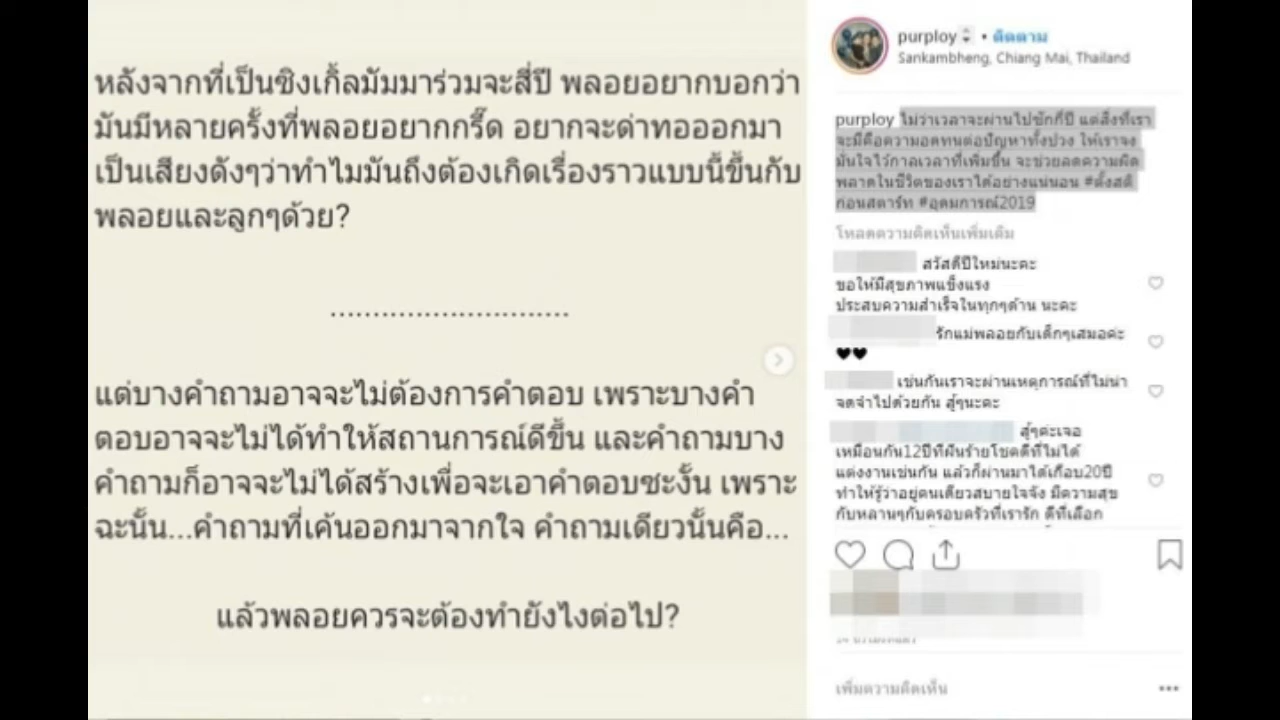 หลังจากที่เป็นซิงเกิ้ลมัมมาร่วมจะสี่ปี พลอยอยากบอกว่า
มันมีหลายครั้งที่พลอยอยากกรี๊ด อยากจะด่าทอออกมา
เป็นเสียงดังๆว่าทำไมมันถึงต้องเกิดเรื่องราวแบบนี้ขึ้นกับ
พลอยและลูกๆด้วย?
...........................
แต่บางคำถามอาจจะไม่ต้องการคำตอบ เพราะบางคำ
ตอบอาจจะไม่ได้ทำให้สถานการณ์ดีขึ้น และคำถามบาง
คำถามก็อาจจะไม่ได้สร้างเพื่อจะเอาคำตอบซะงั้น เพราะ
ฉะนั้น...คำถามที่เค้นออกมาจากใจ คำถามเดียวนั้นคือ...
แล้วพลอยควรจะต้องทำยังไงต่อไป?
purploy • ติดตาม
Sankambheng, Chiang Mai, Thailand
purploy ไม่ว่าเวลาจะผ่านไปซักกี่ปี แต่สิ่งที่เรา
จะมีคือความอดทนต่อปัญหาทั้งปวง ให้เราจง
มั่นใจไว้กาลเวลาที่เพิ่มขึ้น จะช่วยลดความผิด
พลาดในชีวิตของเราได้อย่างแน่นอน #ตั้งสติ
ก่อนสตาร์ท #อุดมการณ์2019
โหลดความคิดเห็นเพิ่มเติม
สวัสดีปีใหม่นะคะ
ขอให้มีสุขภาพแข็งแรง
ประสบความสำเร็จในทุกๆด้าน นะคะ
รักแม่พลอยกับเด็กๆเสมอค่ะ
🖤🖤
เช่นกันเราจะผ่านเหตุการณ์ที่ไม่น่า
จดจำไปด้วยกัน สู้ๆนะคะ
สู้ๆค่ะเจอ
เหมือนกัน12ปีที่ฝันร้ายโชคดีที่ไม่ได้
แต่งงานเช่นกัน แล้วก็ผ่านมาได้เกือบ20ปี
ทำให้รู้ว่าอยู่คนเดียวสบายใจจัง มีความสุข
กับหลานๆกับครอบครัวที่เรารัก ดีที่เลือก
เพิ่มความคิดเห็น